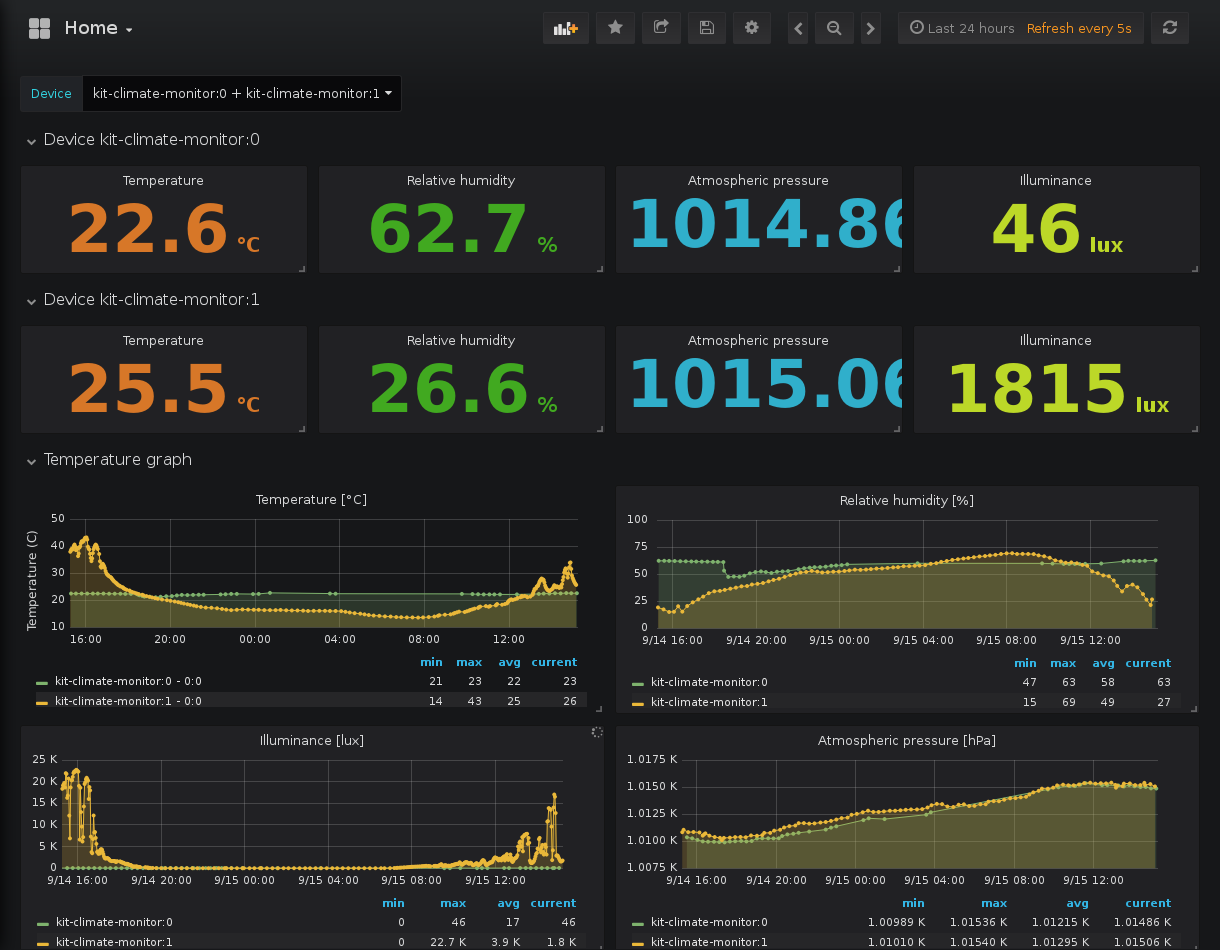 Home
Last 24 hours Refresh every 5s
Device kit-climate-monitor:0 + kit-climate-monitor:1
Device kit-climate-monitor:0
Temperature Relative humidity Atmospheric pressure Illuminance
22.6 °C 62.7 % 1014.86 46 lux
Device kit-climate-monitor:1
Temperature Relative humidity Atmospheric pressure Illuminance
25.5 °C 26.6 % 1015.06 1815 lux
Temperature graph
Temperature [°C]
Temperature (C)
50
40
30
20
10
16:00 20:00 00:00 04:00 08:00 12:00
min max avg current
kit-climate-monitor:0 - 0:0 21 23 22 23
kit-climate-monitor:1 - 0:0 14 43 25 26
Relative humidity [%]
100
75
50
25
0
9/14 16:00 9/14 20:00 9/15 00:00 9/15 04:00 9/15 08:00 9/15 12:00
min max avg current
kit-climate-monitor:0 47 63 58 63
kit-climate-monitor:1 15 69 49 27
Illuminance [lux]
25 K
20 K
15 K
10 K
5 K
0
9/14 16:00 9/14 20:00 9/15 00:00 9/15 04:00 9/15 08:00 9/15 12:00
min max avg current
kit-climate-monitor:0 0 46 17 46
kit-climate-monitor:1 0 22.7 K 3.9 K 1.8 K
Atmospheric pressure [hPa]
1.0175 K
1.0150 K
1.0125 K
1.0100 K
1.0075 K
9/14 16:00 9/14 20:00 9/15 00:00 9/15 04:00 9/15 08:00 9/15 12:00
min max avg current
kit-climate-monitor:0 1.00989 K 1.01536 K 1.01215 K 1.01486 K
kit-climate-monitor:1 1.01010 K 1.01540 K 1.01295 K 1.01506 K